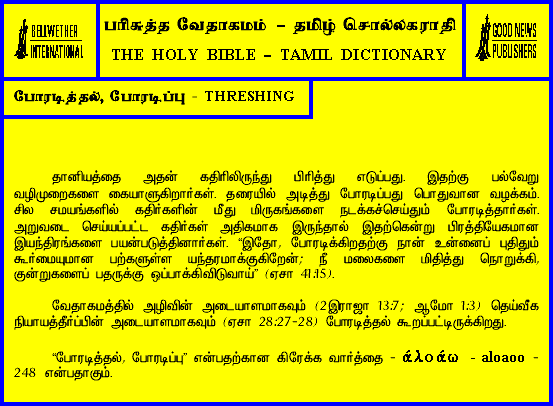 BELLWETHER
INTERNATIONAL
பரிசுத்த வேதாகமம் – தமிழ் சொல்லகராதி
THE HOLY BIBLE – TAMIL DICTIONARY
GOOD NEWS
PUBLISHERS
போரடித்தல், போரடிப்பு - THRESHING
தானியத்தை அதன் கதிரிலிருந்து பிரித்து எடுப்பது. இதற்கு பல்வேறு
வழிமுறைகளை கையாளுகிறார்கள். தரையில் அடித்து போரடிப்பது பொதுவான வழக்கம்.
சில சமயங்களில் கதிர்களின் மீது மிருகங்களை நடக்கச்செய்தும் போரடித்தார்கள்.
அறுவடை செய்யப்பட்ட கதிர்கள் அதிகமாக இருந்தால் இதற்கென்று பிரத்தியேகமான
இயந்திரங்களை பயன்படுத்தினார்கள். “இதோ, போரடிக்கிறதற்கு நான் உன்னைப் புதிதும்
கூர்மையுமான பற்களுள்ள யந்தரமாக்குகிறேன்; நீ மலைகளை மிதித்து நொறுக்கி,
குன்றுகளைப் பதருக்கு ஒப்பாக்கிவிடுவாய்” (ஏசா 41:15).
வேதாகமத்தில் அழிவின் அடையாளமாகவும் (2இராஜா 13:7; ஆமோ 1:3) தெய்வீக
நியாயத்தீர்ப்பின் அடையாளமாகவும் (ஏசா 28:27-28) போரடித்தல் கூறப்பட்டிருக்கிறது.
“போரடித்தல், போரடிப்பு” என்பதற்கான கிரேக்க வார்த்தை - άλοάω - aloaoo -
248 என்பதாகும்.